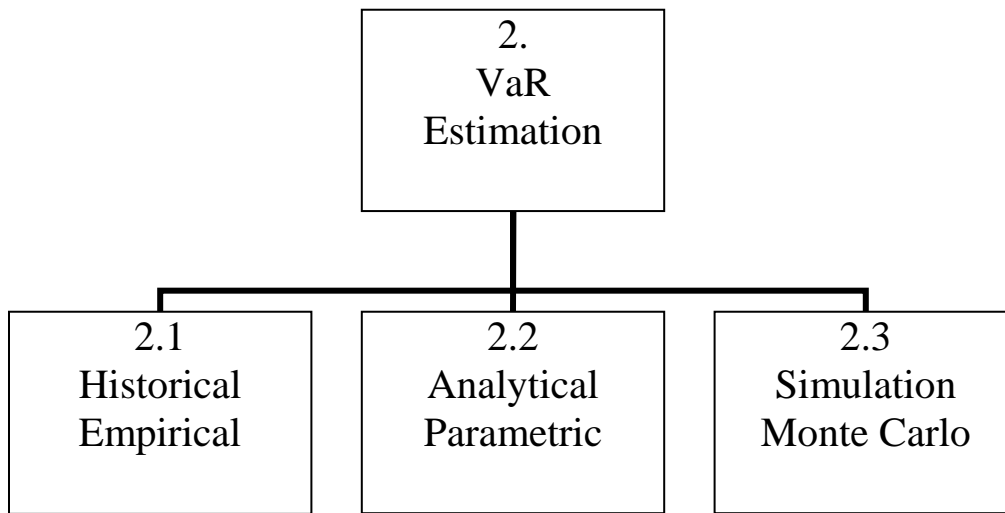 2.
VaR
Estimation
2.1
Historical
Empirical
2.2
Analytical
Parametric
2.3
Simulation
Monte Carlo